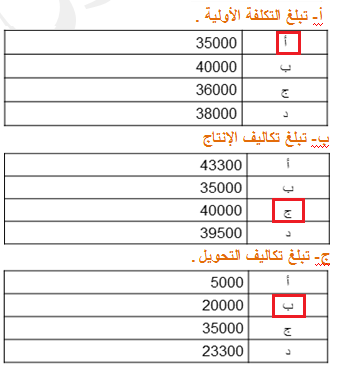 أ- تبلغ التكلفة الأولية .
أ 35000
ب 40000
ج 36000
د 38000
ب- تبلغ تكاليف الإنتاج
أ 43300
ب 35000
ج 40000
د 39500
ج- تبلغ تكاليف التحويل .
أ 5000
ب 20000
ج 35000
د 23300